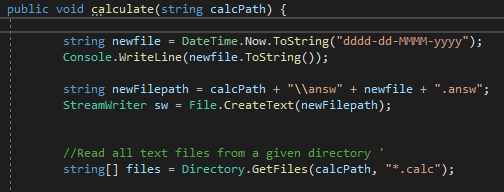 public void calculate(string calcPath) {
string newfile = DateTime.Now.ToString("dddd-dd-MMMM-yyyy");
Console.WriteLine(newfile.ToString());
string newFilepath = calcPath + "\\answ" + newfile + ".answ";
StreamWriter sw = File.CreateText(newFilepath);
//Read all text files from a given directory '
string[] files = Directory.GetFiles(calcPath, "*.calc");